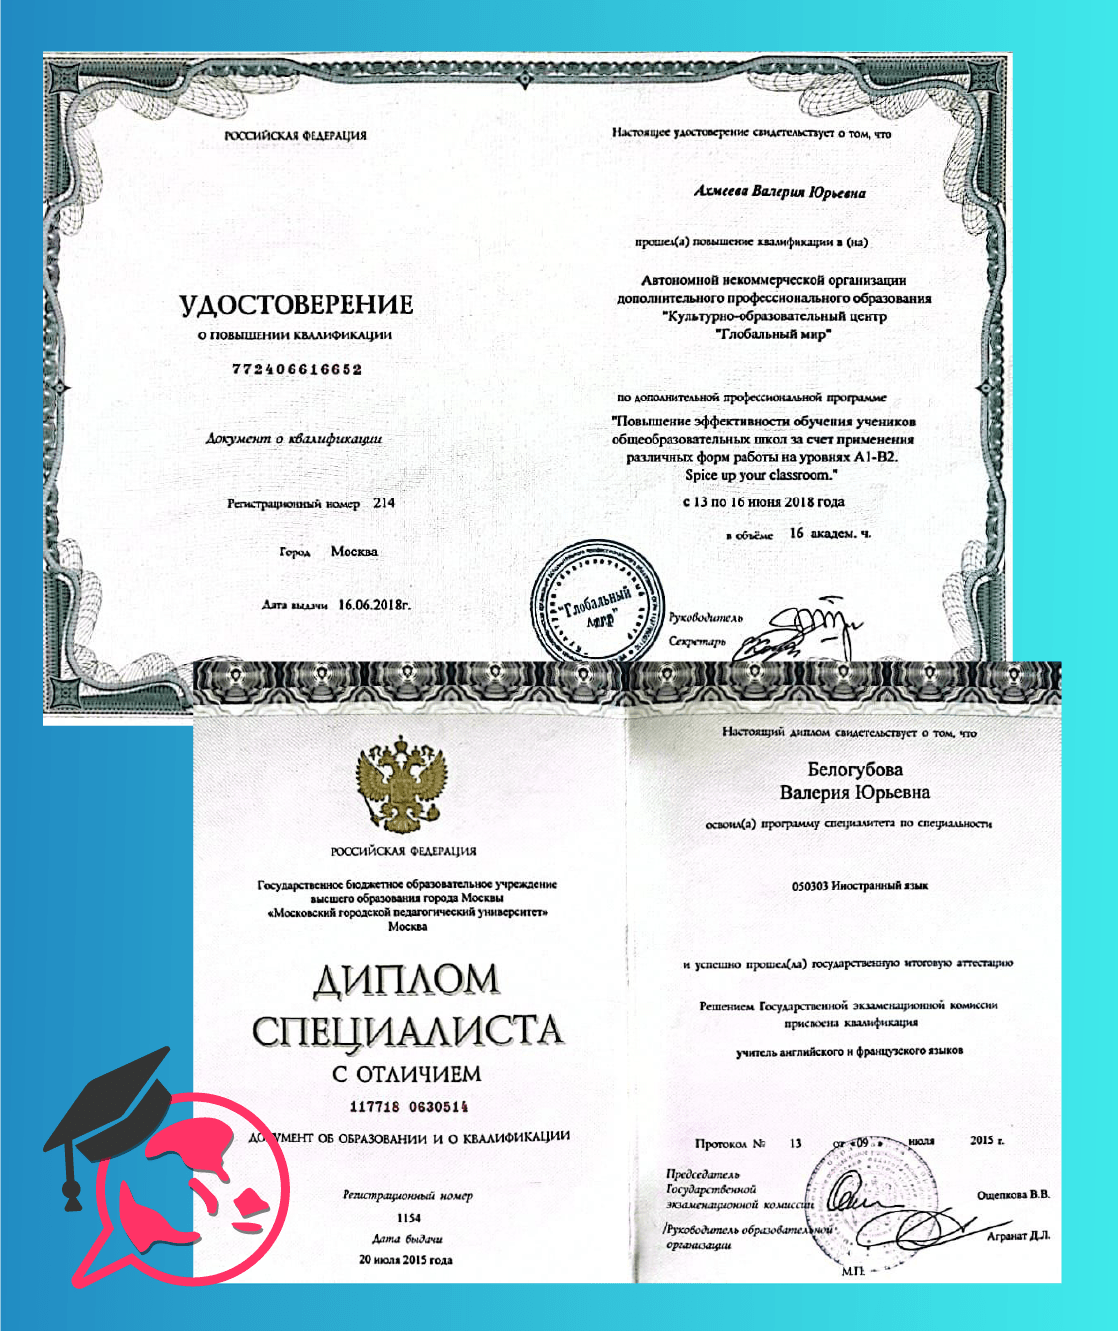 РОССИЙСКАЯ ФЕДЕРАЦИЯ
УДОСТОВЕРЕНИЕ
О ПОВЫШЕНИИ КВАЛИФИКАЦИИ
772406616652
Документ о квалификации
Регистрационный номер 214
Город Москва
Дата выдачи 16.06.2018г.
Настоящее удостоверение свидетельствует о том, что
Ахмеева Валерия Юрьевна
прошел(а) повышение квалификации в (на)
Автономной некоммерческой организации
дополнительного профессионального образования
"Культурно-образовательный центр
"Глобальный мир"
по дополнительной профессиональной программе
"Повышение эффективности обучения учеников
общеобразовательных школ за счет применения
различных форм работы на уровнях А1-В2.
Spice up your classroom."
с 13 по 16 июня 2018 года
в объёме 16 академ. ч.
"Глобальный
мир"
Руководитель
Секретарь
РОССИЙСКАЯ ФЕДЕРАЦИЯ
Государственное бюджетное образовательное учреждение
высшего образования города Москвы
«Московский городской педагогический университет»
Москва
ДИПЛОМ
СПЕЦИАЛИСТА
С ОТЛИЧИЕМ
117718 0630514
ДОКУМЕНТ ОБ ОБРАЗОВАНИИ И О КВАЛИФИКАЦИИ
Регистрационный номер
1154
Дата выдачи
20 июля 2015 года
Настоящий диплом свидетельствует о том, что
Белогубова
Валерия Юрьевна
освоил(а) программу специалитета по специальности
050303 Иностранный язык
и успешно прошел(ла) государственную итоговую аттестацию
Решением Государственной экзаменационной комиссии
присвоена квалификация
учитель английского и французского языков
Протокол № 13 от «09 » июля 2015 г.
Председатель
Государственной
экзаменационной комиссии
Ощепкова В.В.
/Руководитель образовательной
организации
Агранат Д.Л.
М.П.